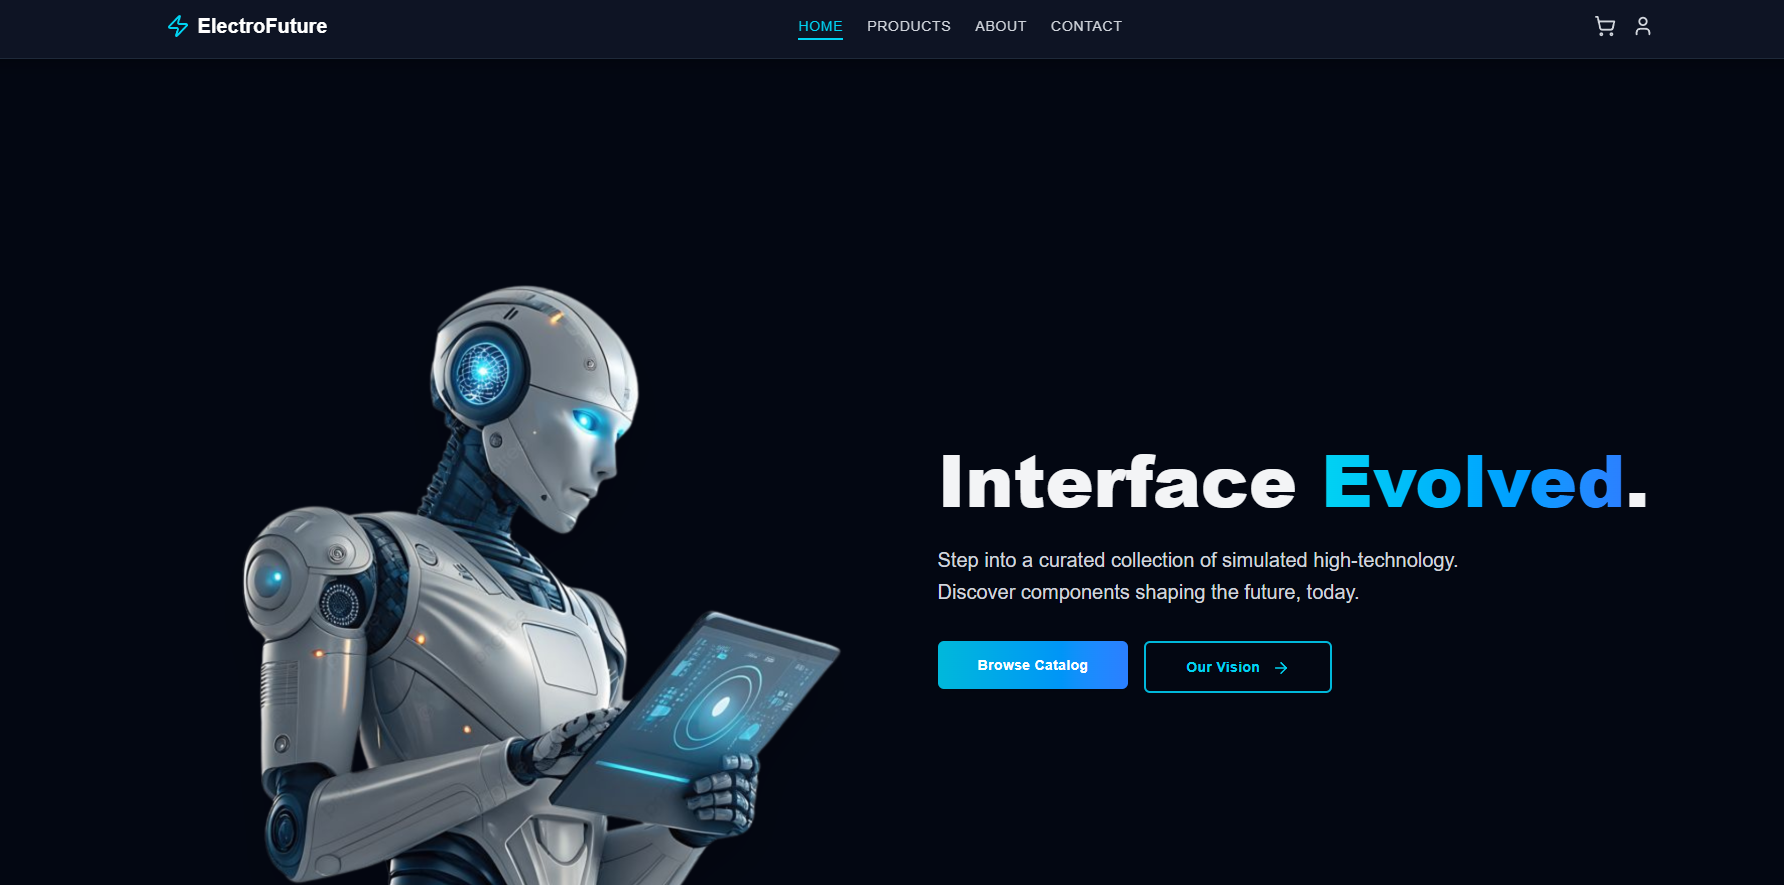 ElectroFuture
HOME
PRODUCTS
ABOUT
CONTACT
Interface Evolved.
Step into a curated collection of simulated high-technology.
Discover components shaping the future, today.
Browse Catalog
Our Vision